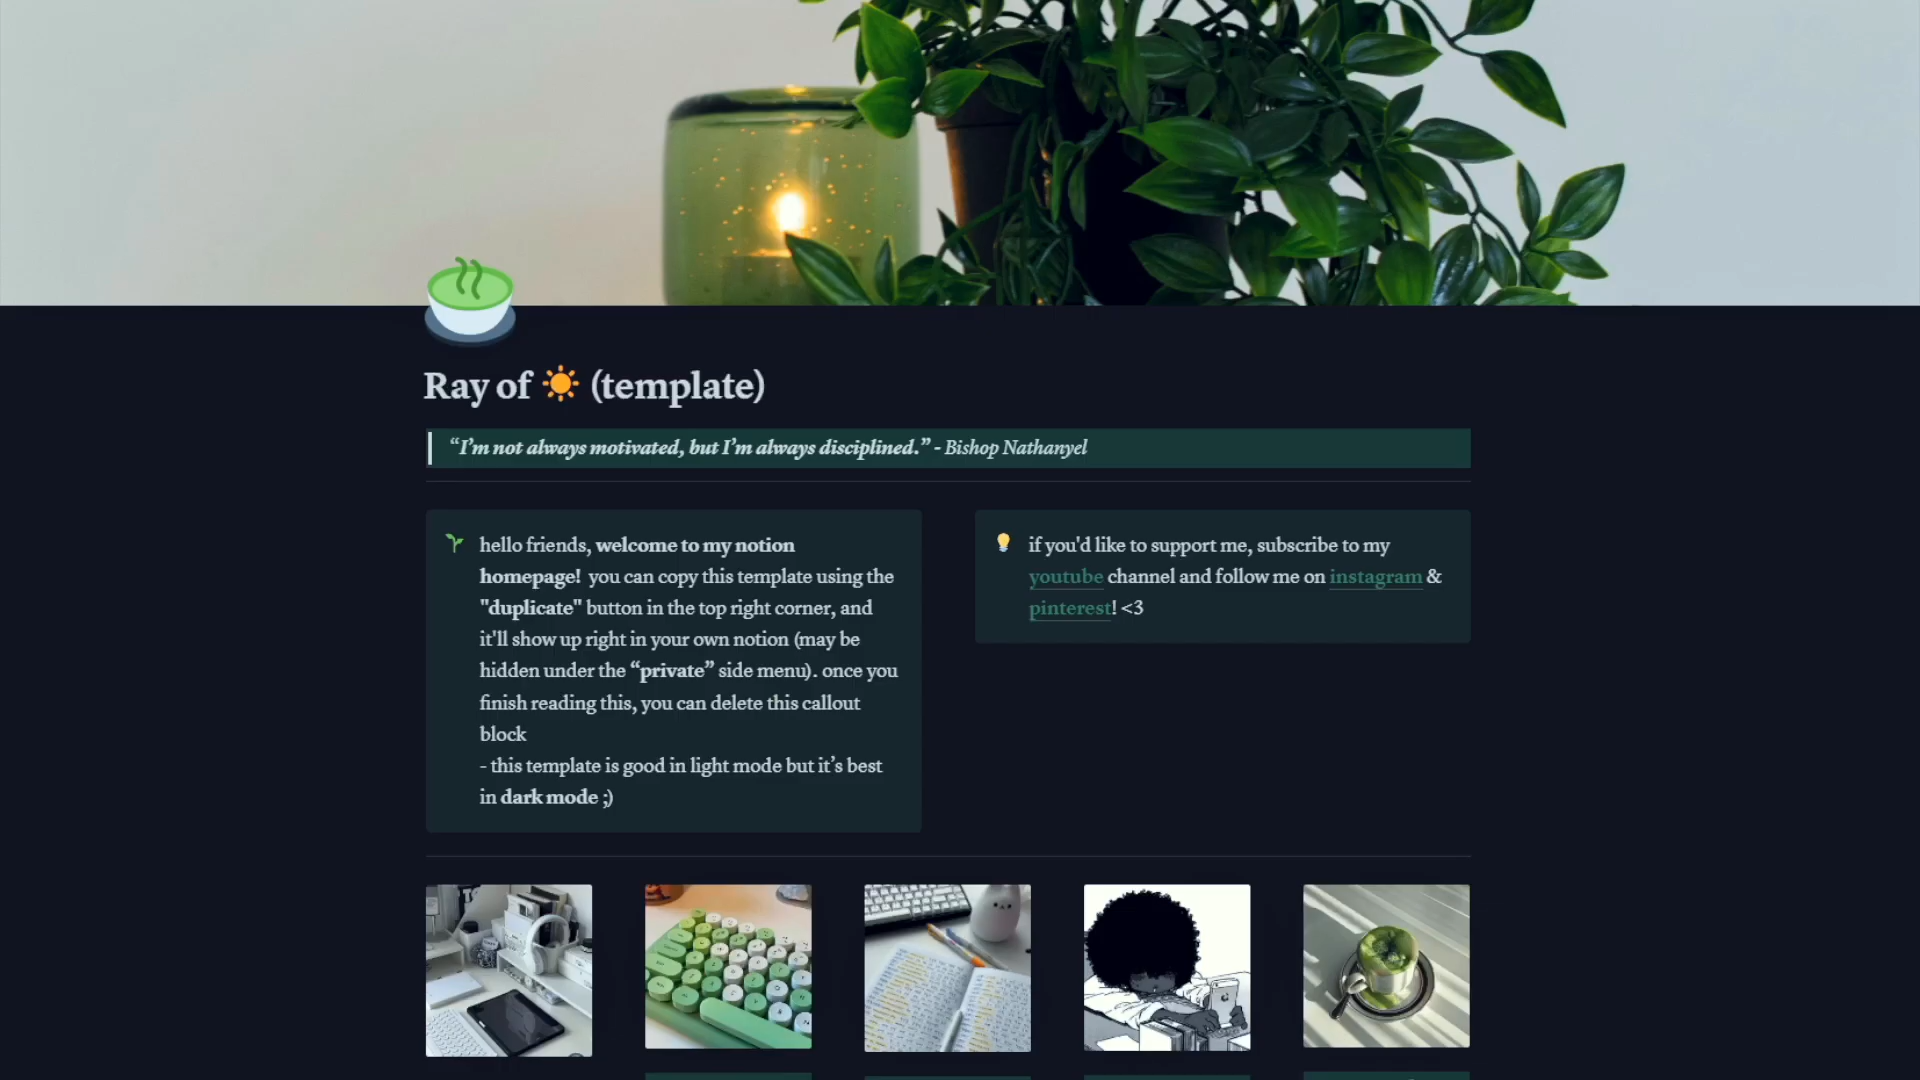 Ray of ☀ (template)
“I’m not always motivated, but I’m always disciplined.” - Bishop Nathanyel
hello friends, welcome to my notion
homepage! you can copy this template using the
"duplicate" button in the top right corner, and
it'll show up right in your own notion (may be
hidden under the “private” side menu). once you
finish reading this, you can delete this callout
block
- this template is good in light mode but it’s best
in dark mode ;)
if you'd like to support me, subscribe to my
youtube channel and follow me on instagram &
pinterest! <3